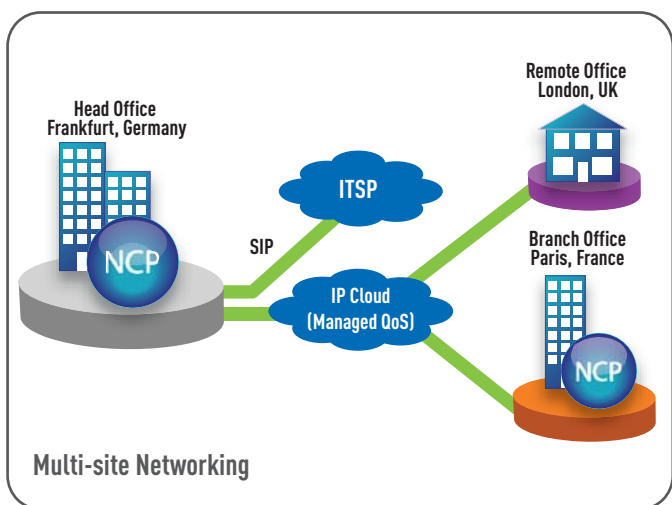 Head Office
Frankfurt, Germany
NCP
SIP
ITSP
IP Cloud
(Managed QoS)
Remote Office
London, UK
Branch Office
Paris, France
NCP
Multi-site Networking